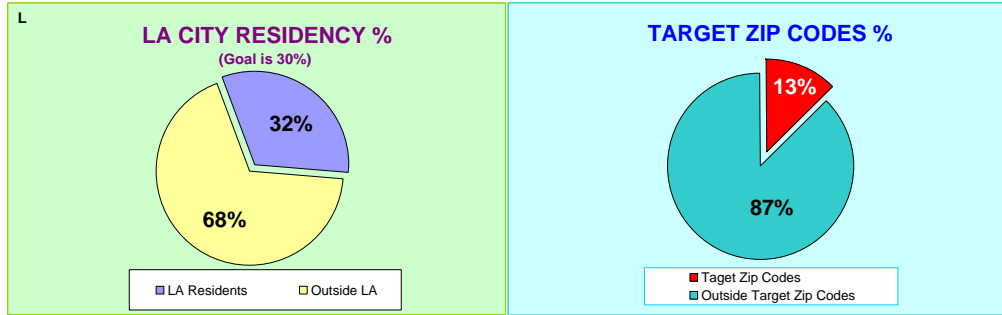 L
LA CITY RESIDENCY %
(Goal is 30%)
32%
68%
LA Residents
Outside LA
TARGET ZIP CODES %
13%
87%
Taget Zip Codes
Outside Target Zip Codes